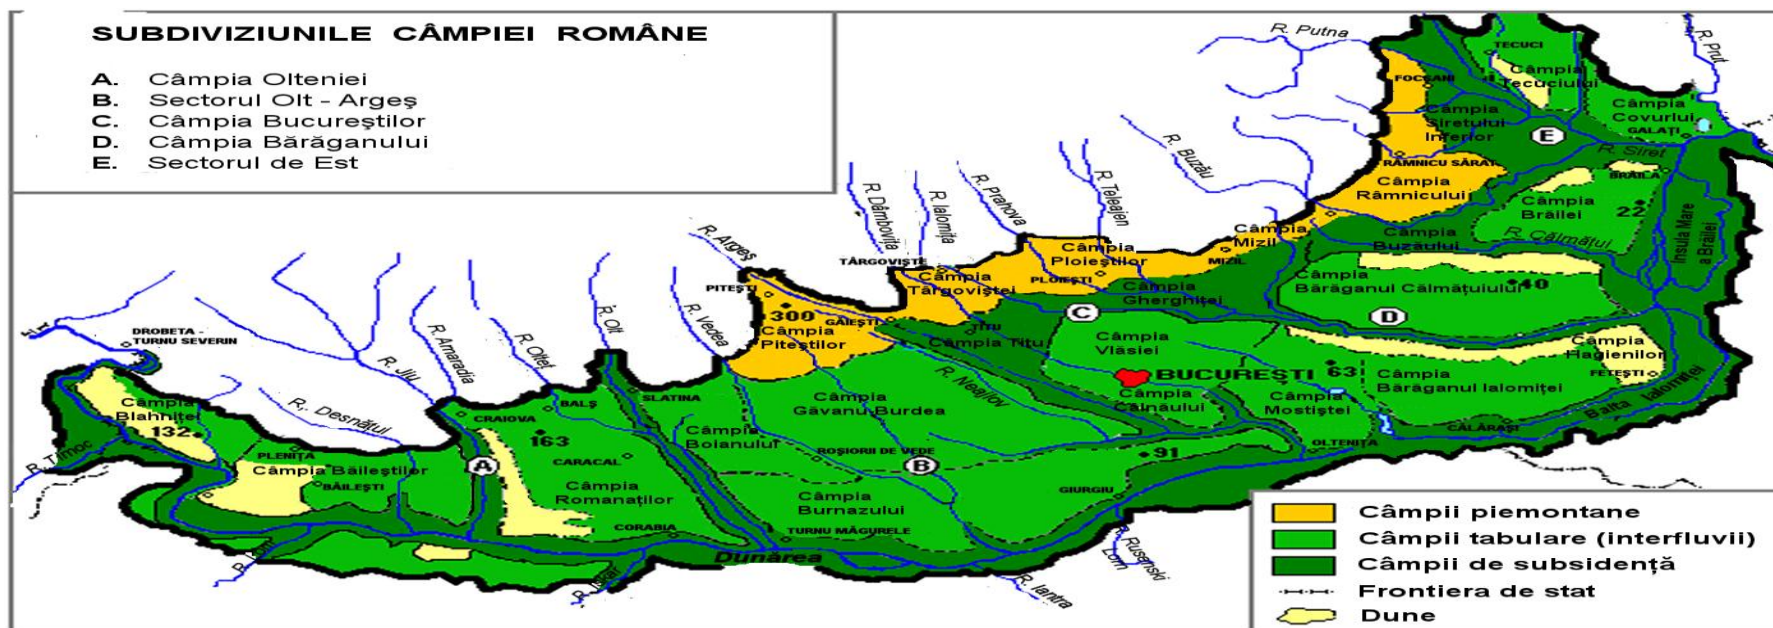 SUBDIVIZIUNILE CÂMPIEI ROMÂNE
A. Câmpia Olteniei
B. Sectorul Olt - Argeş
C. Câmpia Bucureştilor
D. Câmpia Bărăganului
E. Sectorul de Est
R. Putna
TECUCI
R. Prut
FOCŞANI
Câmpia
Tecuciului
Câmpia
Siretului
Inferior
Câmpia
Covurlui
GALAŢI
E
R. Buzău
RÂMNICU SĂRAT
R. Siret
BRĂILA
Câmpia
Râmnicului
Câmpia
Brăilei
22
R. Dâmboviţa
R. Ialomiţa
R. Prahova
R. Teleajen
Câmpia
Mizil
MIZIL
Câmpia
Buzăului
R. Călmăţui
Insula Mare
a Brăilei
R. Argeş
TÂRGOVIŞTE
Câmpia
Târgoviştei
Câmpia
Ploieştilor
PLOIEŞTI
Câmpia
Gherghiţei
Câmpia
Bărăganul Călmăţuiului
40
PITEŞTI
300
GĂIEŞTI
Câmpia
Piteştilor
TITU
Câmpia Titu
C
D
DROBETA -
TURNU SEVERIN
R. Jiu
R. Amaradia
R. Olteţ
R. Olt
R. Vedea
R. Neajlov
Câmpia
Vlăsiei
BUCUREŞTI
63
Câmpia
Hagienilor
FETEŞTI
Câmpia
Bărăganul Ialomiţei
Câmpia
Câlnăului
Câmpia
Mostiştei
Balta Ialomiţei
CĂLĂRAŞI
OLTENIŢA
R. Desnăţul
CRAIOVA
BALŞ
SLATINA
Câmpia
Găvanu Burdea
Câmpia
Blahniţei
132
163
Câmpia
Boianului
ROŞIORII DE VEDE
B
91
R. Timoc
PLENIŢA
Câmpia Băileştilor
BĂILEŞTI
A
CARACAL
Câmpia
Romanaţilor
CORABIA
Câmpia
Burnazului
TURNU MĂGURELE
GIURGIU
Dunărea
R. Lom
R. Iskar
R. Iantra
R. Rusenski
Lom
Câmpii piemontane
Câmpii tabulare (interfluvii)
Câmpii de subsidenţă
Frontiera de stat
Dune